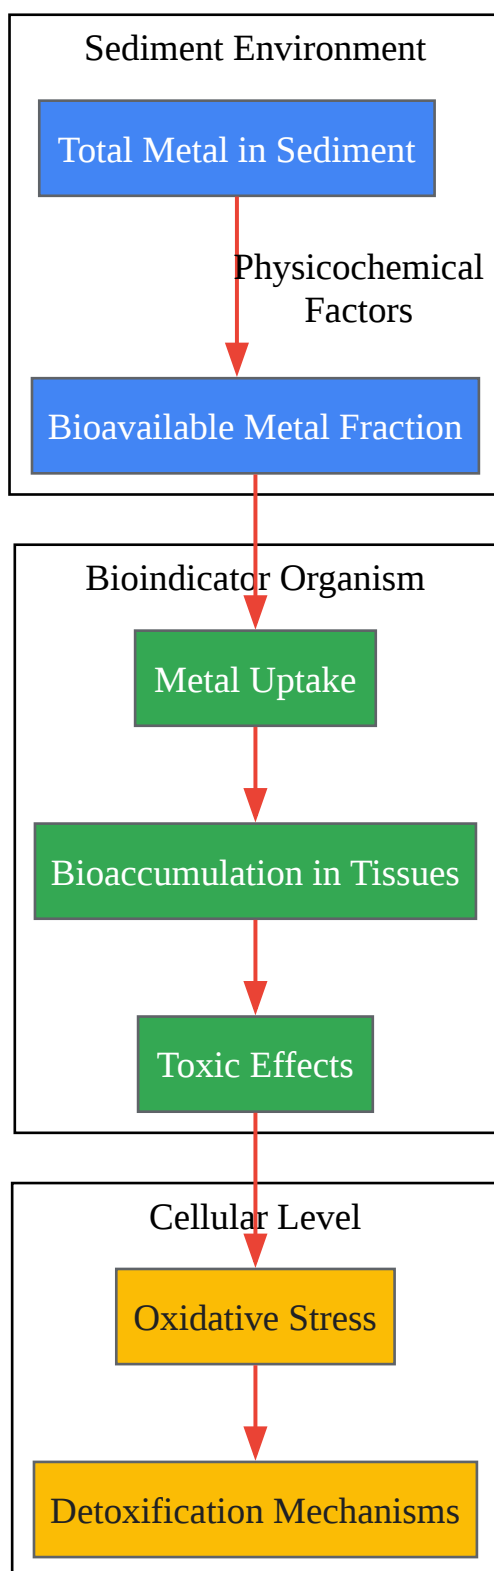 Sediment Environment
Total Metal in Sediment
Physicochemical
Factors
Bioavailable Metal Fraction
Bioindicator Organism
Metal Uptake
Bioaccumulation in Tissues
Toxic Effects
Cellular Level
Oxidative Stress
Detoxification Mechanisms